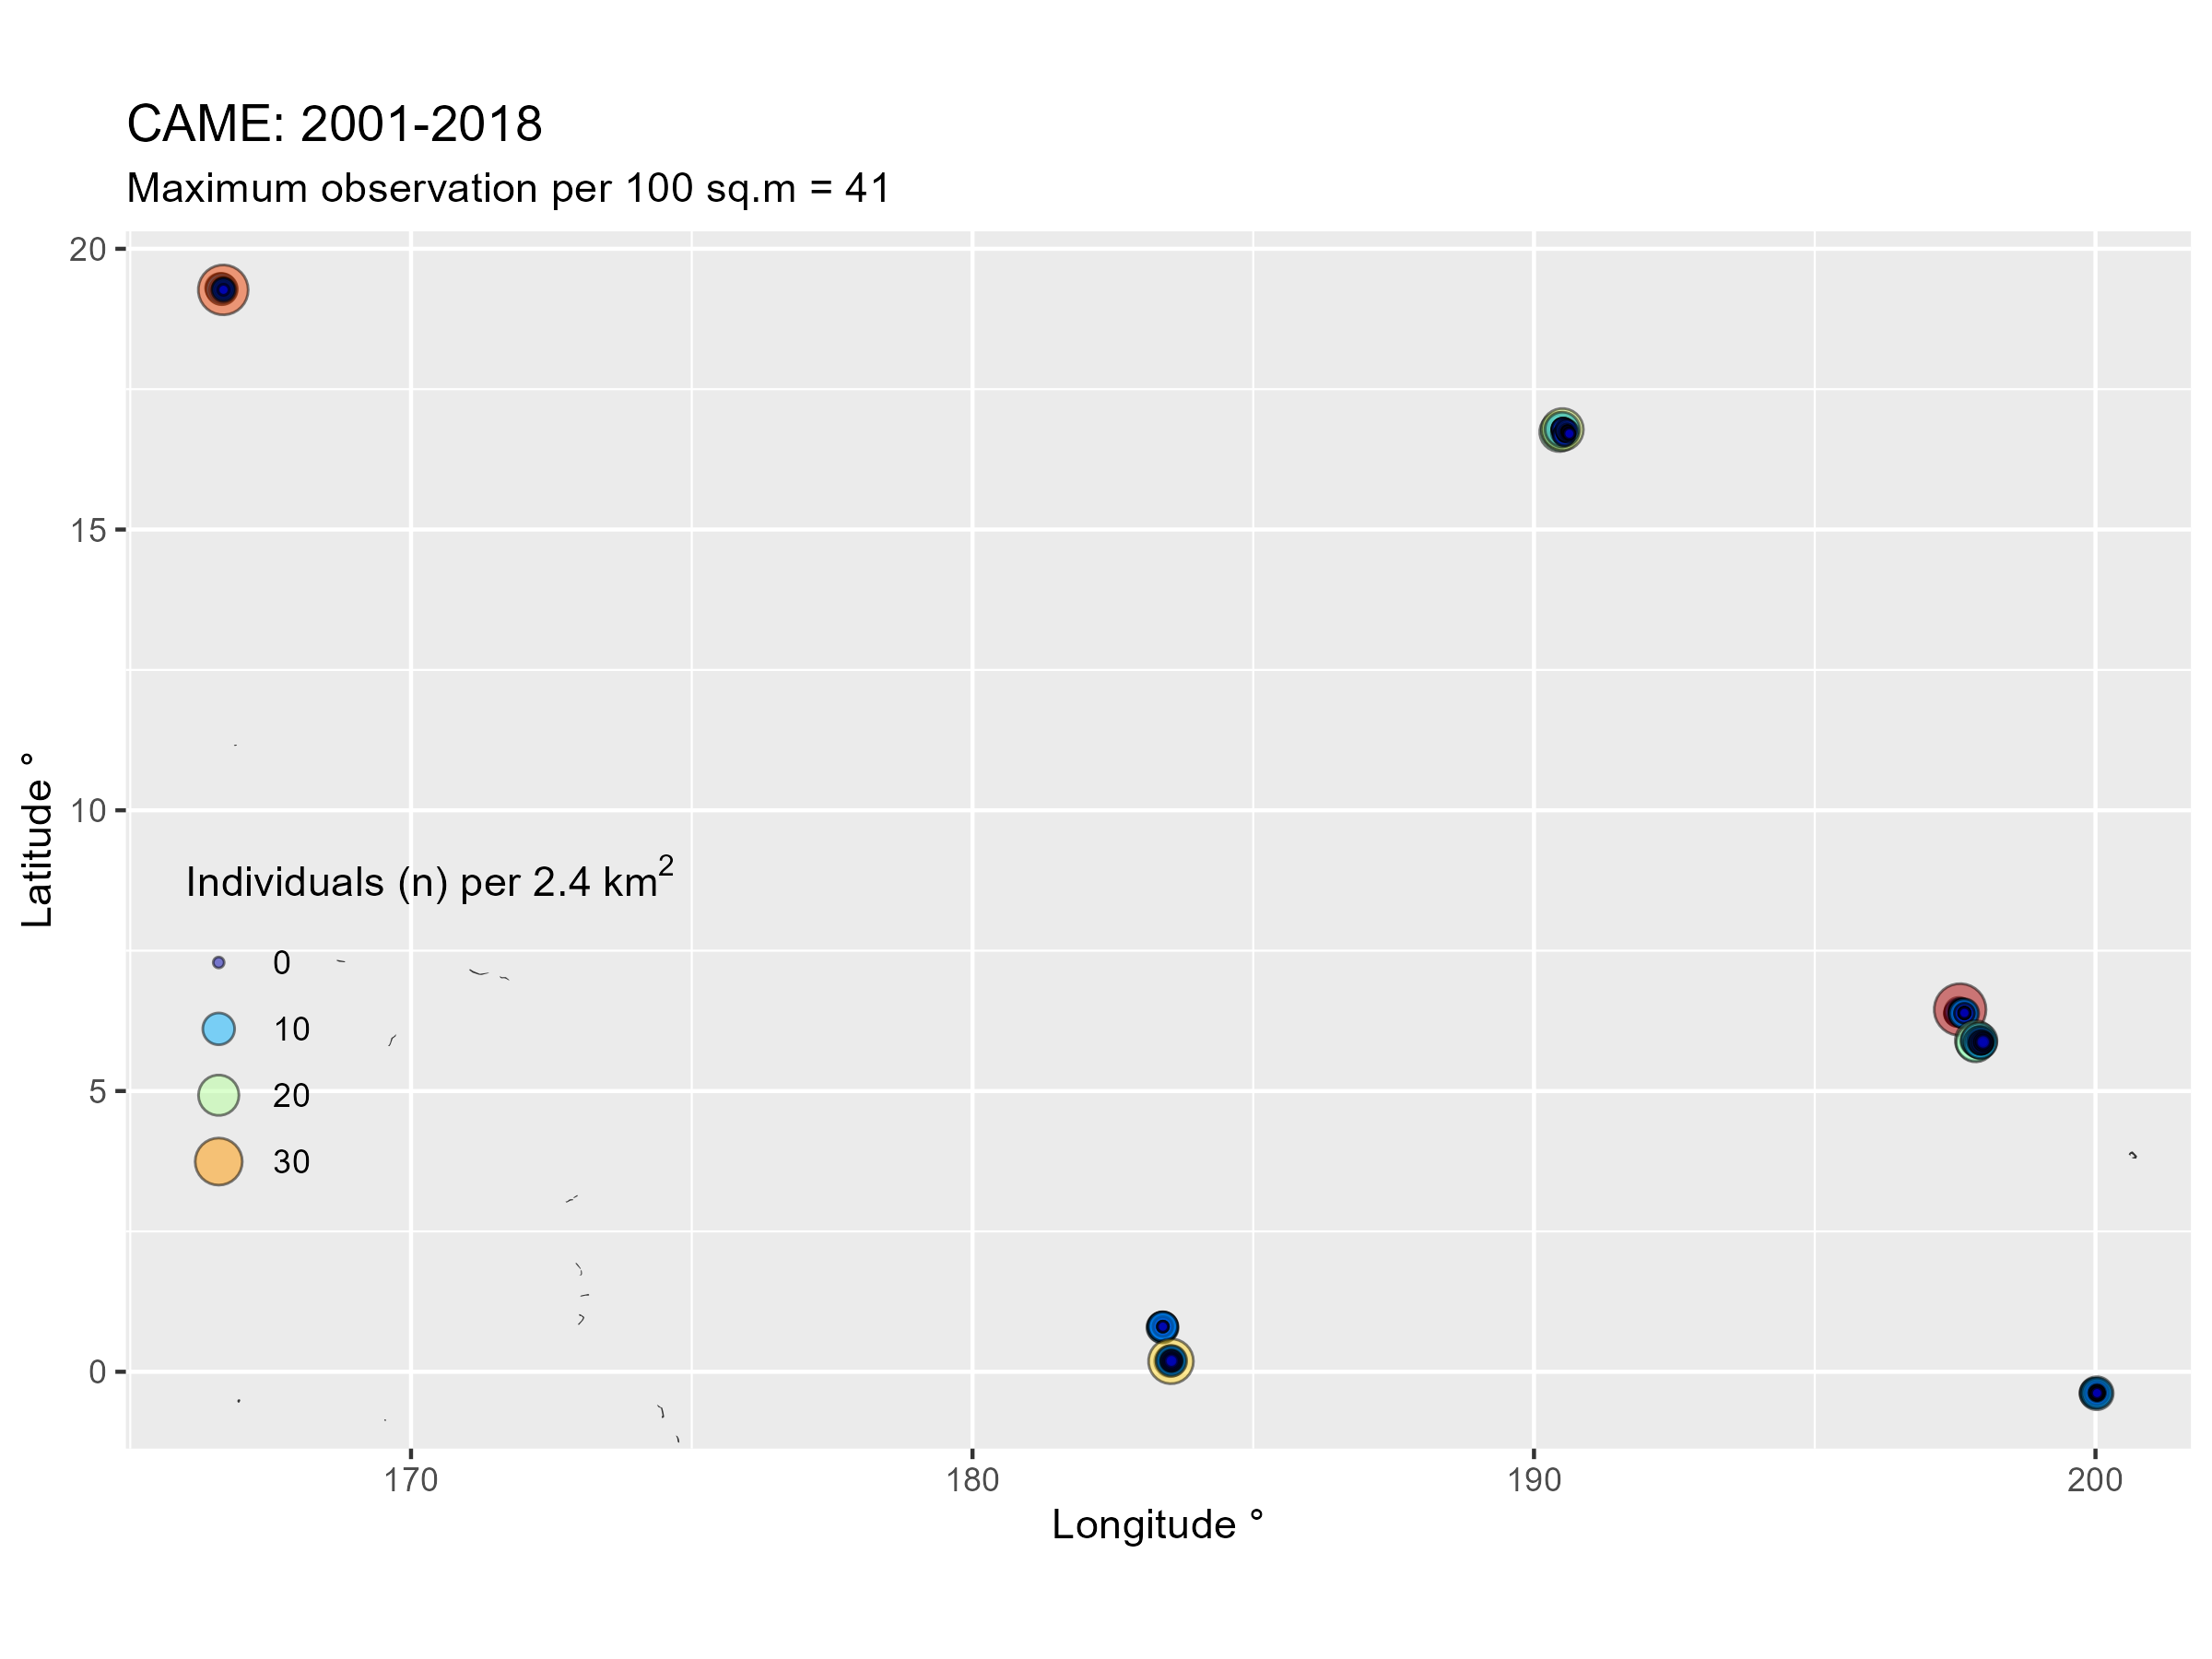 CAME: 2001-2018
Maximum observation per 100 sq.m = 41
20
15
10
5
0
Latitude °
Individuals (n) per 2.4 km²
0
10
20
30
170
180
190
200
Longitude °